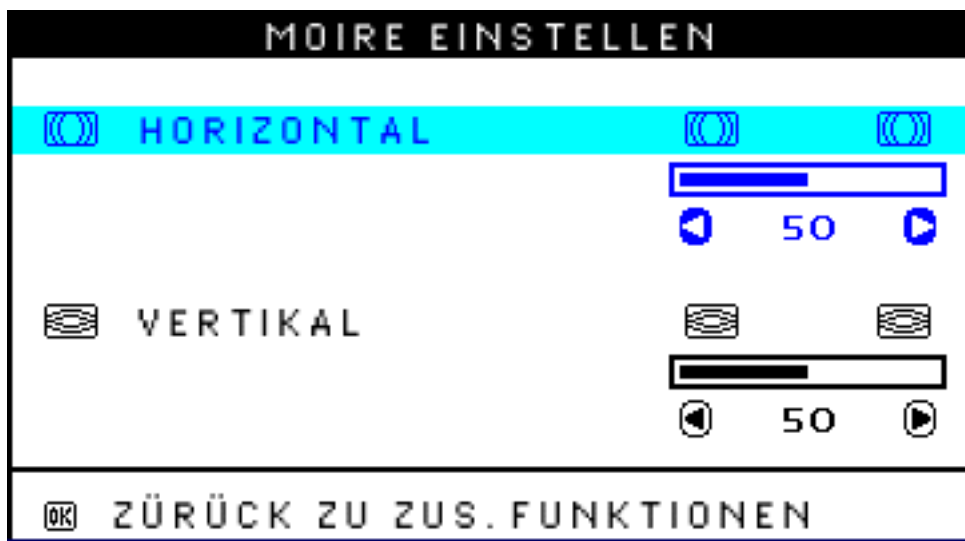 MOIRE EINSTELLEN
HORIZONTAL
50
VERTIKAL
50
OK ZÜRÜCK ZU ZUS. FUNKTIONEN